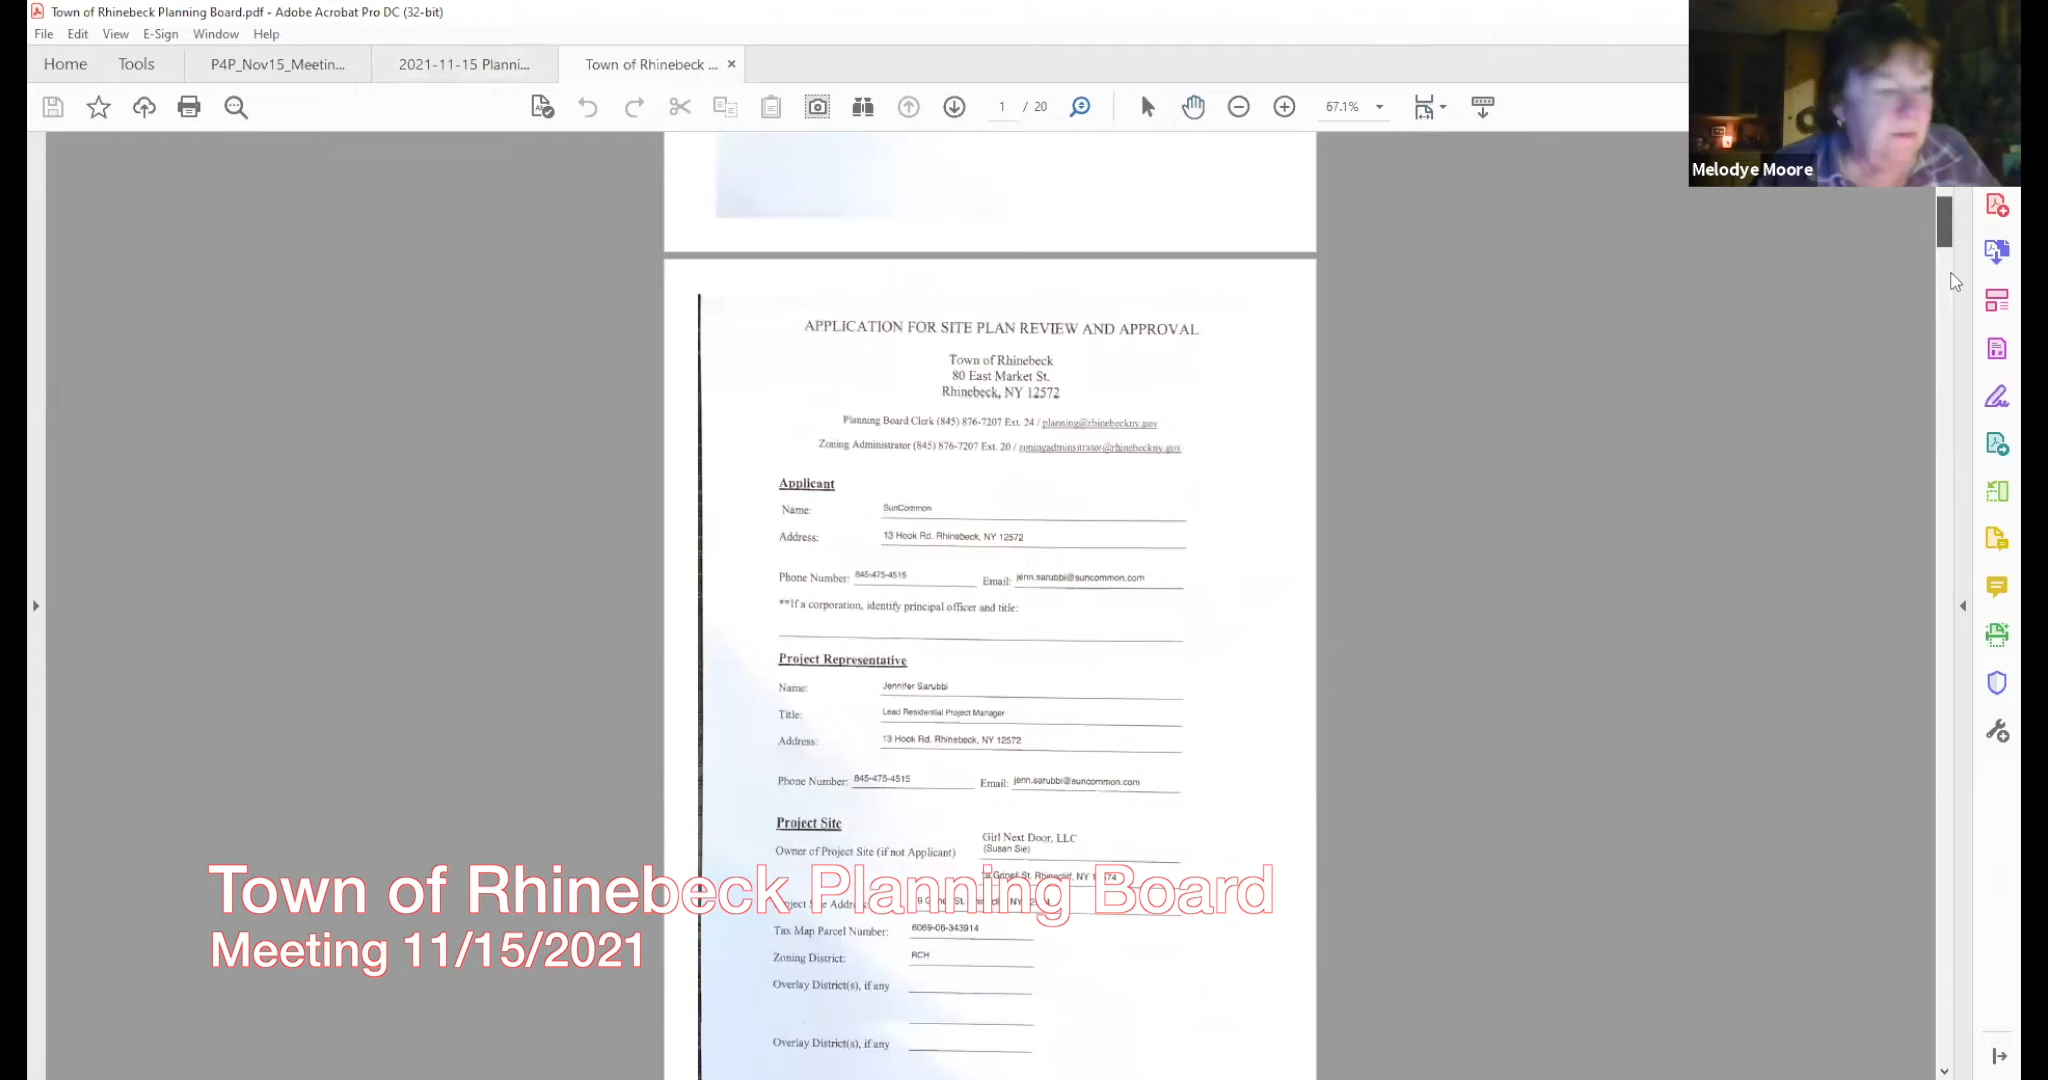 Town of Rhinebeck Planning Board.pdf - Adobe Acrobat Pro DC (32-bit)
File Edit View E-Sign Window Help
Home Tools P4P_Nov15_Meetin... 2021-11-15 Planni... Town of Rhinebeck ... ×
1 / 20 67.1%
Melodye Moore
APPLICATION FOR SITE PLAN REVIEW AND APPROVAL
Town of Rhinebeck
80 East Market St.
Rhinebeck, NY 12572
Planning Board Clerk (845) 876-7207 Ext. 24 / planning@rhinebeckny.gov
Zoning Administrator (845) 876-7207 Ext. 20 / zoningadminsitrator@rhinebeckny.gov
Applicant
Name: SunCommon
Address: 13 Hook Rd. Rhinebeck, NY 12572
Phone Number: 845-475-4515 Email: jenn.sarubbi@suncommon.com
**If a corporation, identify principal officer and title:
Project Representative
Name: Jennifer Sarubbi
Title: Lead Residential Project Manager
Address: 13 Hook Rd. Rhinebeck, NY 12572
Phone Number: 845-475-4515 Email: jenn.sarubbi@suncommon.com
Project Site
Girl Next Door, LLC
Owner of Project Site (if not Applicant) (Susan Sie)
St. NY
Town of Rhinebeck Planning Board
Meeting 11/15/2021
Tax Map Parcel Number: 6069-06-343914
Zoning District: RCH
Overlay District(s), if any
Overlay District(s), if any